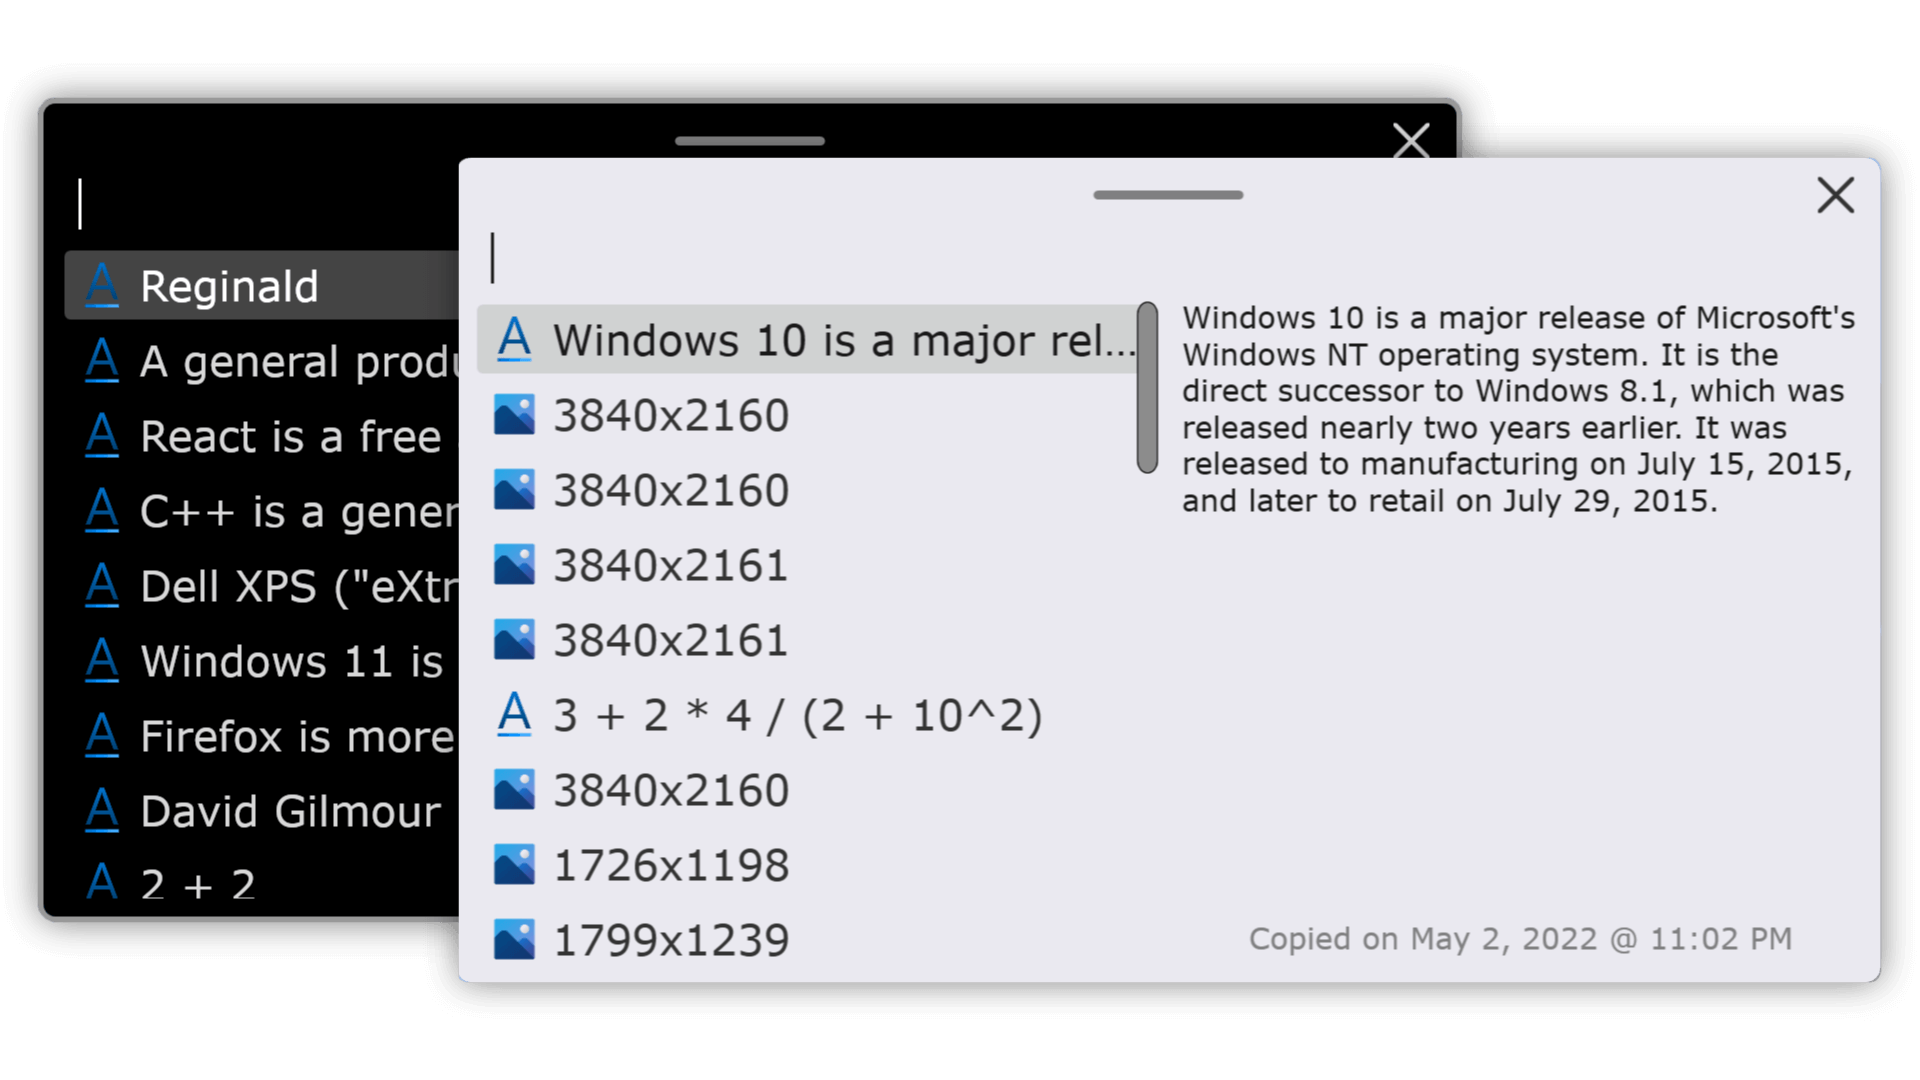 Reginald
A general produ
React is a free
C++ is a gener
Dell XPS ("eXtr
Windows 11 is
Firefox is more
David Gilmour
2 + 2
Windows 10 is a major rel...
3840x2160
3840x2160
3840x2161
3840x2161
3 + 2 * 4 / (2 + 10^2)
3840x2160
1726x1198
1799x1239
Windows 10 is a major release of Microsoft's
Windows NT operating system. It is the
direct successor to Windows 8.1, which was
released nearly two years earlier. It was
released to manufacturing on July 15, 2015,
and later to retail on July 29, 2015.
Copied on May 2, 2022 @ 11:02 PM